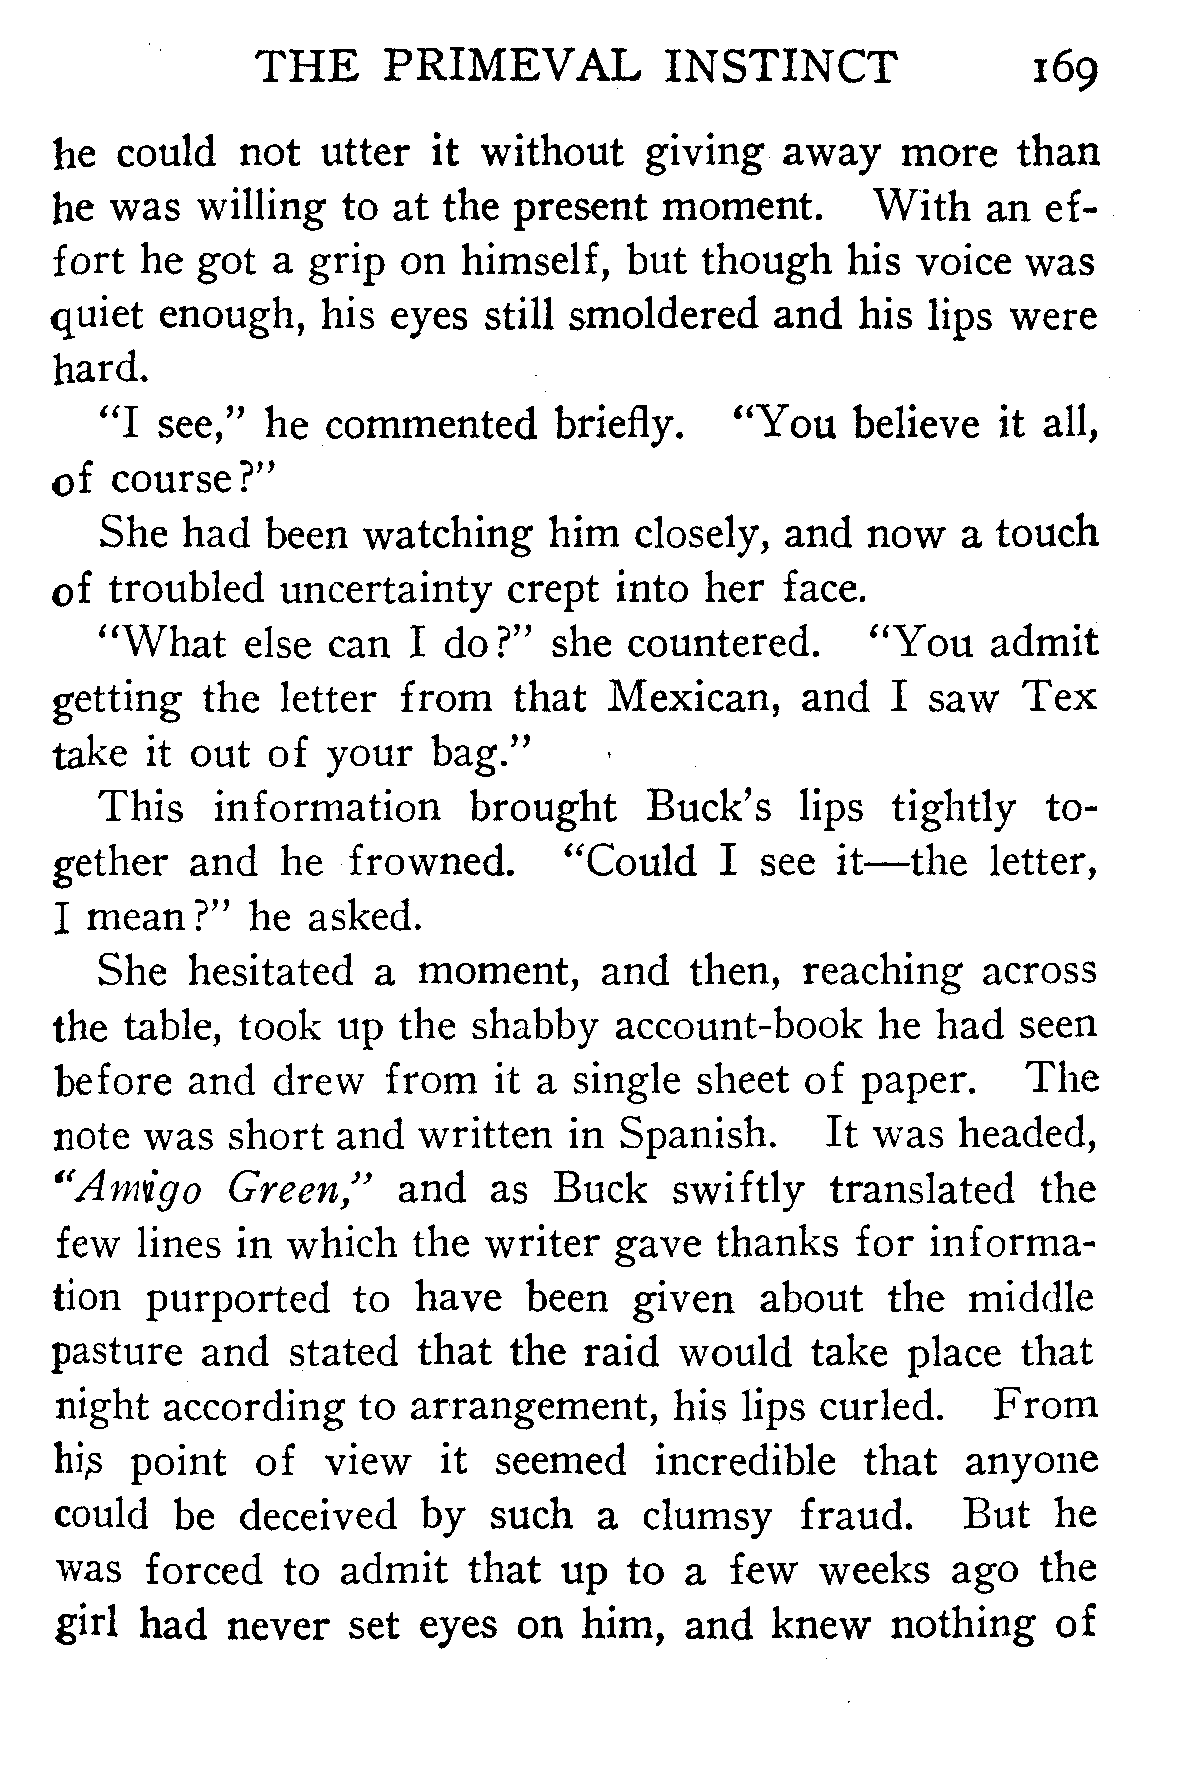 THE PRIMEVAL INSTINCT 169
he could not utter it without giving away more than
he was willing to at the present moment. With an ef-
fort he got a grip on himself, but though his voice was
quiet enough, his eyes still smoldered and his lips were
hard.
“I see,” he commented briefly. “You believe it all,
of course?”
She had been watching him closely, and now a touch
of troubled uncertainty crept into her face.
“What else can I do?” she countered. “You admit
getting the letter from that Mexican, and I saw Tex
take it out of your bag.”
This information brought Buck’s lips tightly to-
gether and he frowned. “Could I see it—the letter,
I mean?” he asked.
She hesitated a moment, and then, reaching across
the table, took up the shabby account-book he had seen
before and drew from it a single sheet of paper. The
note was short and written in Spanish. It was headed,
“Amigo Green,” and as Buck swiftly translated the
few lines in which the writer gave thanks for informa-
tion purported to have been given about the middle
pasture and stated that the raid would take place that
night according to arrangement, his lips curled. From
his point of view it seemed incredible that anyone
could be deceived by such a clumsy fraud. But he
was forced to admit that up to a few weeks ago the
girl had never set eyes on him, and knew nothing of